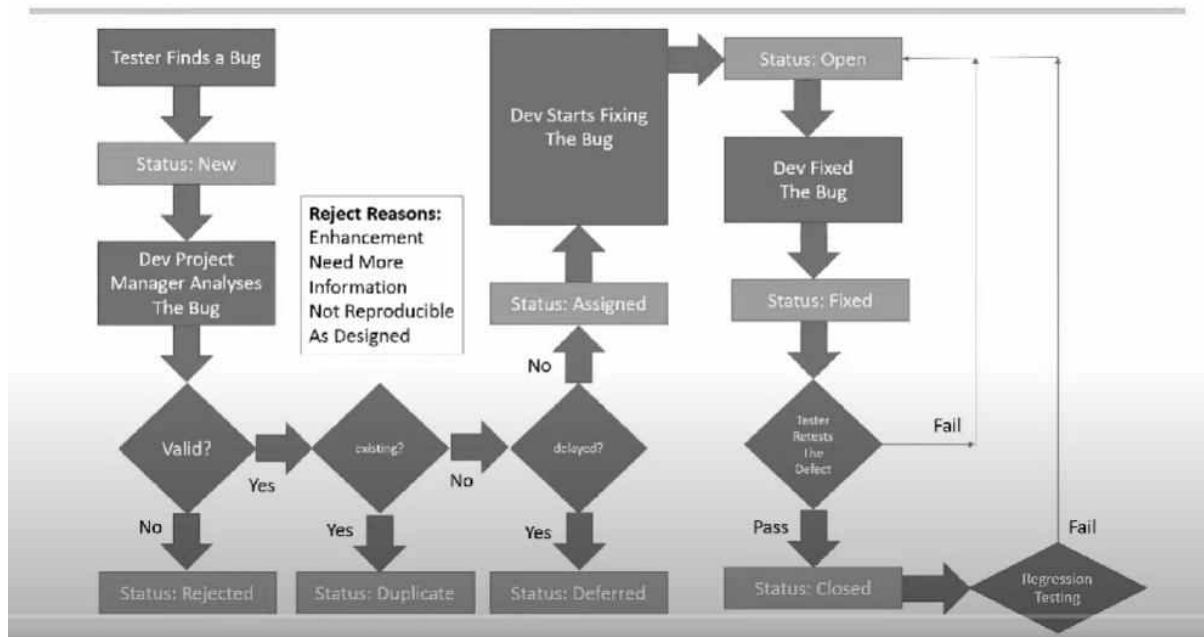 Tester Finds a Bug
Status: New
Dev Project
Manager Analyses
The Bug
Valid?
No
Yes
Status: Rejected
Reject Reasons:
Enhancement
Need More
Information
Not Reproducible
As Designed
existing?
Yes
No
Status: Duplicate
delayed?
Yes
No
Status: Deferred
Status: Assigned
Dev Starts Fixing
The Bug
Status: Open
Dev Fixed
The Bug
Status: Fixed
Tester
Retests
The
Defect
Fail
Pass
Status: Closed
Regression
Testing
Fail